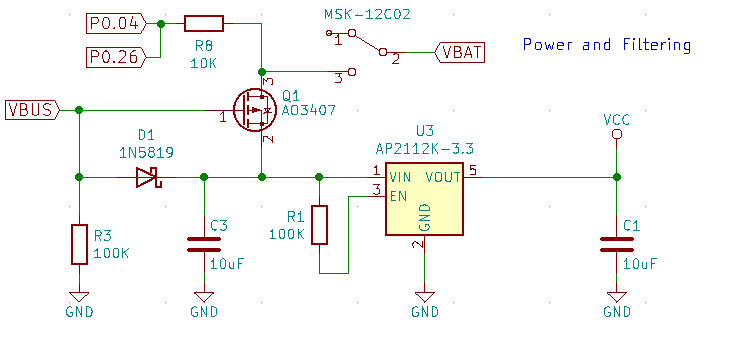 MSK-12C02
P0.04
R8
10K
1
P0.26
2
VBAT
Power and Filtering
3
3
Q1
AO3407
VBUS
1
VCC
D1
1N5819
2
U3
AP2112K-3.3
1
VIN
VOUT
5
3
EN
R1
100K
GND
R3
100K
C3
10uF
2
C1
10uF
GND
GND
GND
GND